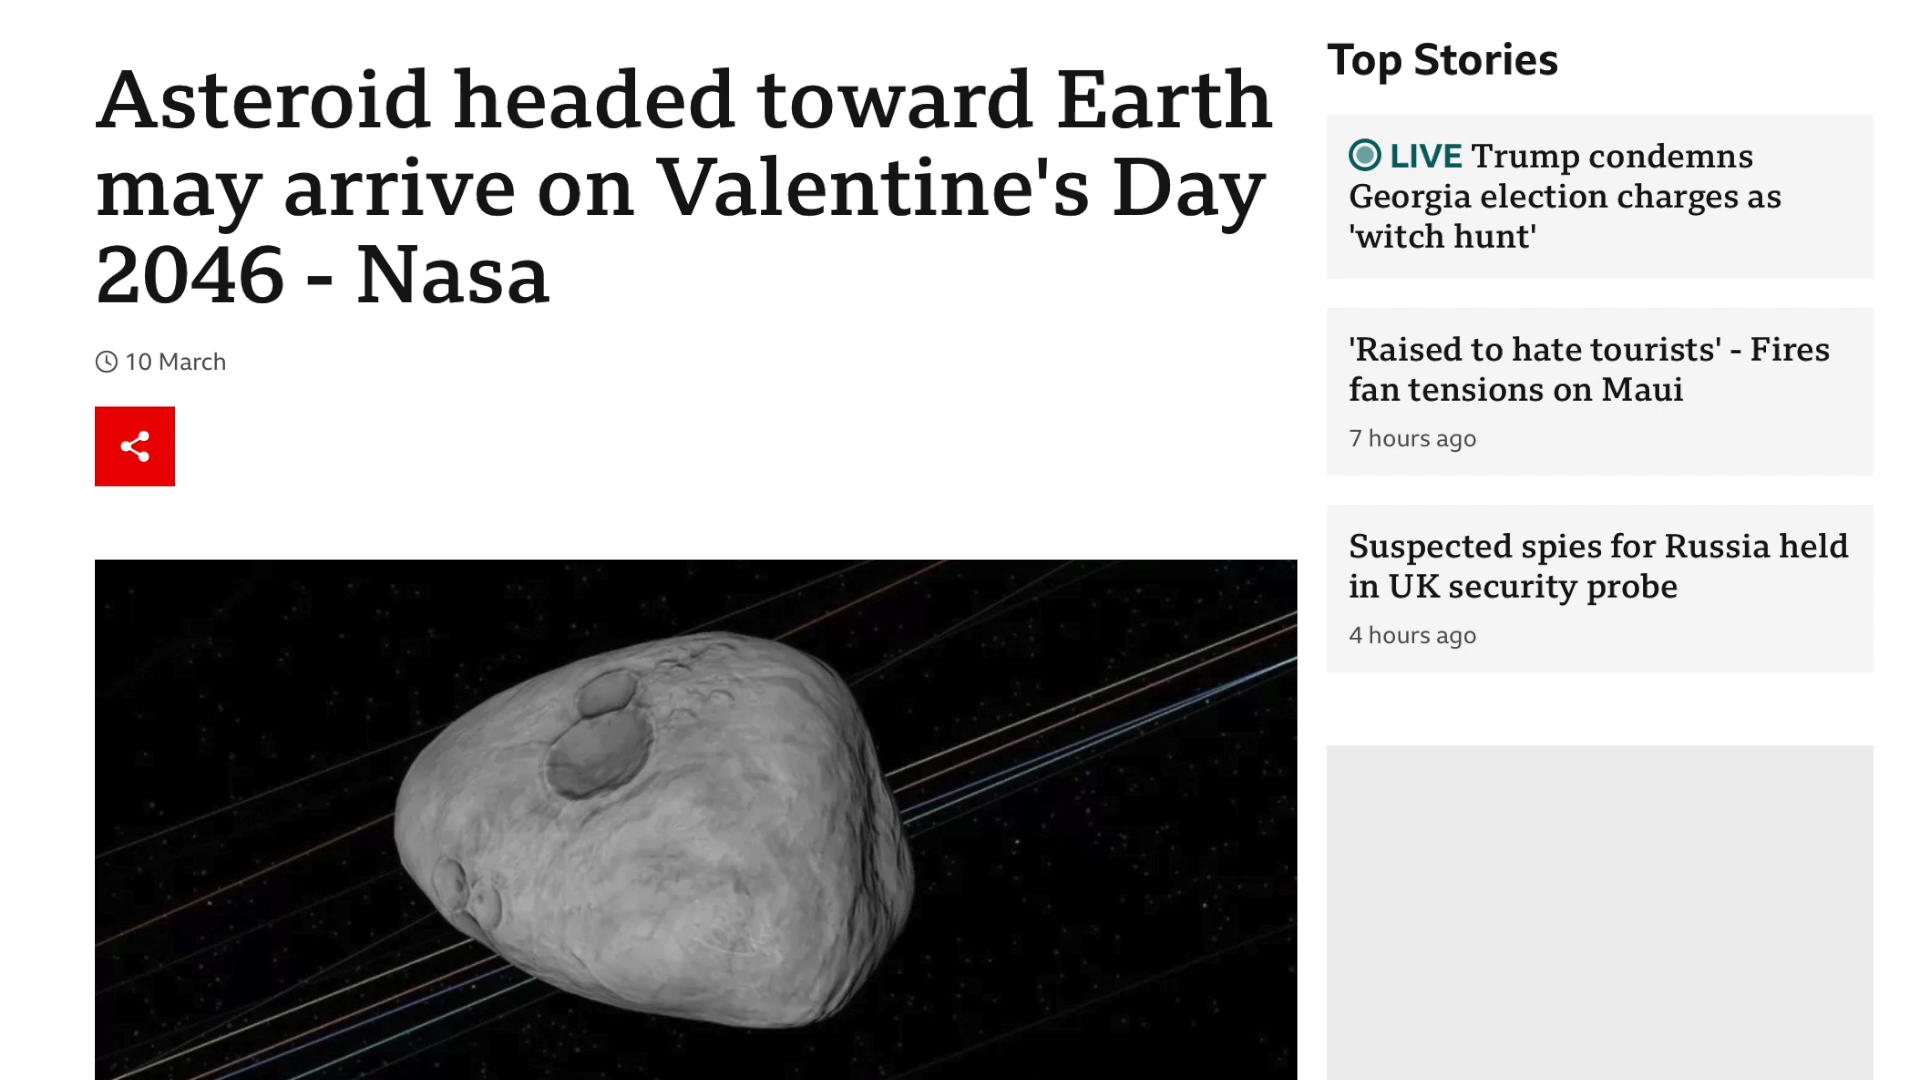 Asteroid headed toward Earth
may arrive on Valentine's Day
2046 - Nasa
10 March
Top Stories
LIVE Trump condemns
Georgia election charges as
'witch hunt'
'Raised to hate tourists' - Fires
fan tensions on Maui
7 hours ago
Suspected spies for Russia held
in UK security probe
4 hours ago